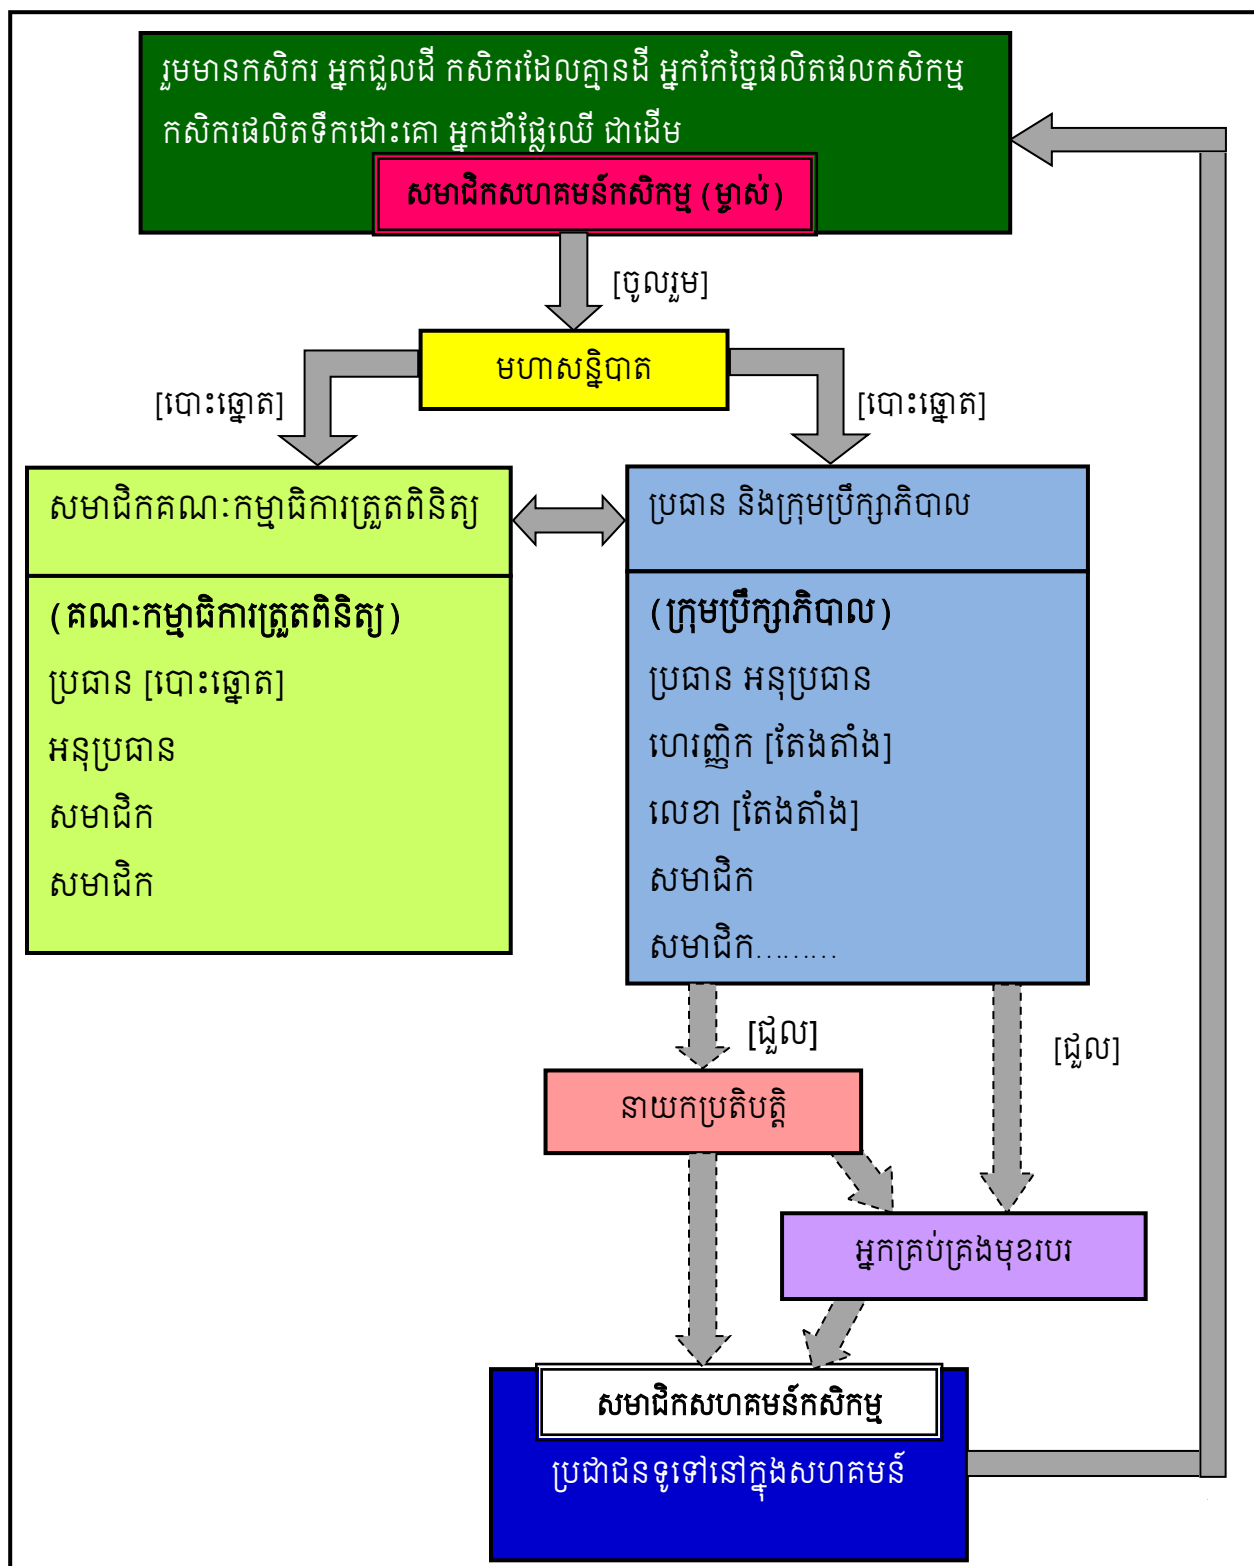 រួមមានកសិករ អ្នកជួលដី កសិករដែលគ្មានដី អ្នកកែច្នៃផលិតផលកសិកម្ម
កសិករផលិតទឹកដោះគោ អ្នកដាំផ្លែឈើ ជាដើម
សមាជិកសហគមន៍កសិកម្ម (ម្ចាស់)
[ចូលរួម]
មហាសន្និបាត
[បោះឆ្នោត]
[បោះឆ្នោត]
សមាជិកគណៈកម្មាធិការត្រួតពិនិត្យ
(គណៈកម្មាធិការត្រួតពិនិត្យ)
ប្រធាន [បោះឆ្នោត]
អនុប្រធាន
សមាជិក
សមាជិក
ប្រធាន និងក្រុមប្រឹក្សាភិបាល
(ក្រុមប្រឹក្សាភិបាល)
ប្រធាន អនុប្រធាន
ហេរញ្ញិក [តែងតាំង]
លេខា [តែងតាំង]
សមាជិក
សមាជិក.........
[ជួល]
[ជួល]
នាយកប្រតិបត្តិ
អ្នកគ្រប់គ្រងមុខរបរ
សមាជិកសហគមន៍កសិកម្ម
ប្រជាជនទូទៅនៅក្នុងសហគមន៍